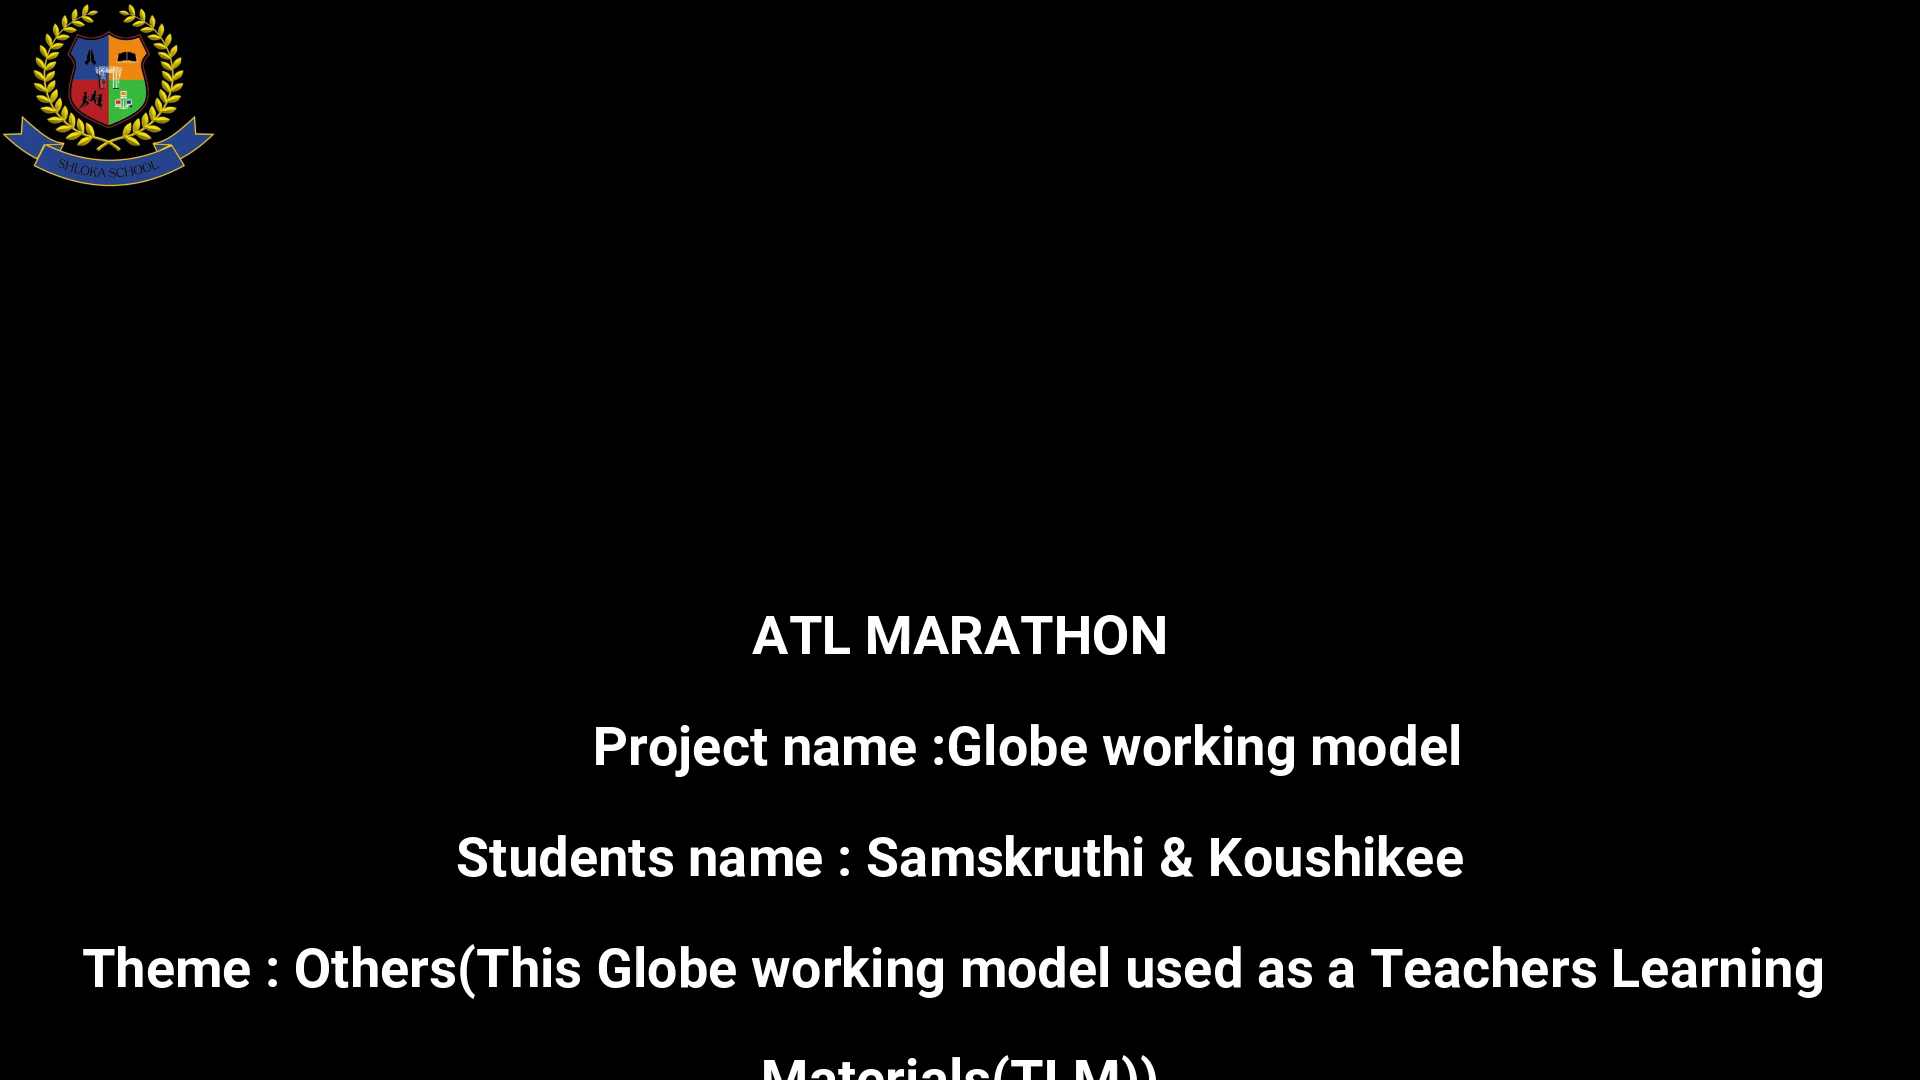 SHLOKA SCHOOL
ATL MARATHON
Project name :Globe working model
Students name : Samskruthi & Koushikee
Theme : Others(This Globe working model used as a Teachers Learning
Materials(TLM))